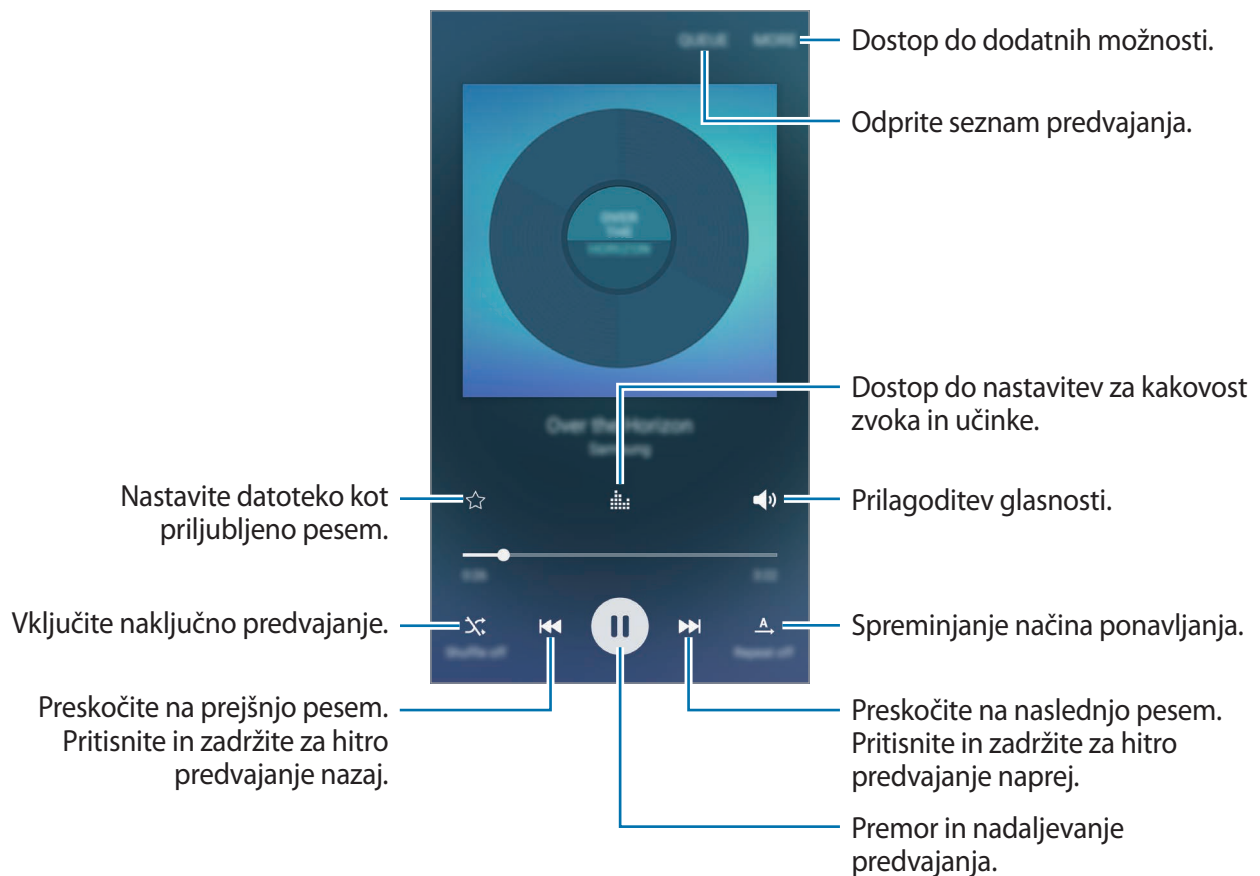 QUEUE MORE
Dostop do dodatnih možnosti.
Odprite seznam predvajanja.
OVER
THE
HORIZON
Dostop do nastavitev za kakovost
zvoka in učinke.
Over the Horizon
Samsung
Nastavite datoteko kot
priljubljeno pesem.
Prilagoditev glasnosti.
Vključite naključno predvajanje.
Spreminjanje načina ponavljanja.
A
Shuffle off
Repeat off
Preskočite na prejšnjo pesem.
Pritisnite in zadržite za hitro
predvajanje nazaj.
Preskočite na naslednjo pesem.
Pritisnite in zadržite za hitro
predvajanje naprej.
Premor in nadaljevanje
predvajanja.